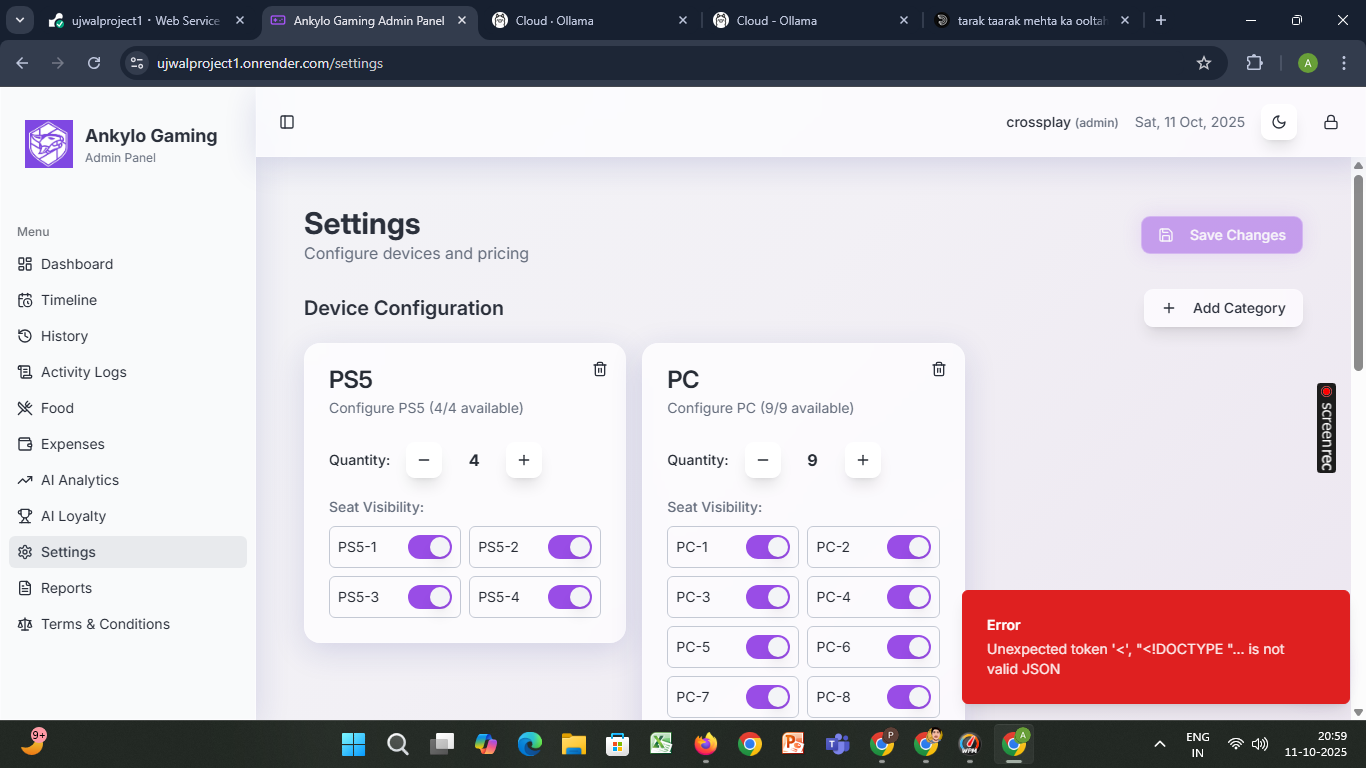 ujwalproject1 · Web Service
Ankylo Gaming Admin Panel
Cloud · Ollama
Cloud - Ollama
tarak taarak mehta ka ooltah
ujwalproject1.onrender.com/settings
A
Ankylo Gaming
Admin Panel
crossplay (admin)
Sat, 11 Oct, 2025
Menu
Dashboard
Timeline
History
Activity Logs
Food
Expenses
AI Analytics
AI Loyalty
Settings
Reports
Terms & Conditions
Settings
Configure devices and pricing
Save Changes
Device Configuration
Add Category
PS5
Configure PS5 (4/4 available)
Quantity: 4
Seat Visibility:
PS5-1 PS5-2
PS5-3 PS5-4
PC
Configure PC (9/9 available)
Quantity: 9
Seat Visibility:
PC-1 PC-2
PC-3 PC-4
PC-5 PC-6
PC-7 PC-8
screenrec
Error
Unexpected token '<', "<!DOCTYPE "... is not
valid JSON
9+
P
WPM
A
ENG
IN
20:59
11-10-2025